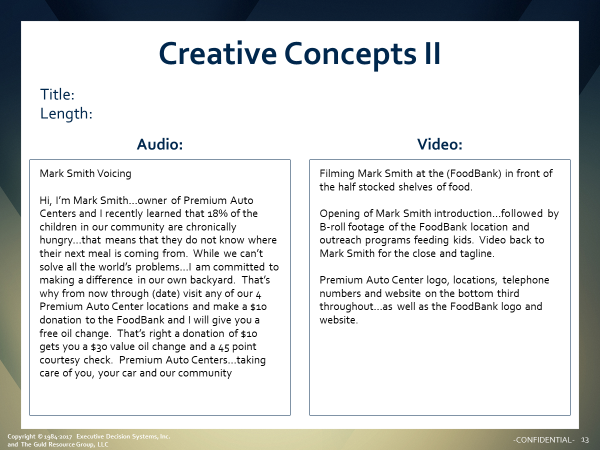 Creative Concepts II
Title:
Length:
Audio:
Mark Smith Voicing
Hi, I'm Mark Smith...owner of Premium Auto
Centers and I recently learned that 18% of the
children in our community are chronically
hungry...that means that they do not know where
their next meal is coming from. While we can't
solve all the world's problems...I am committed to
making a difference in our own backyard. That's
why from now through (date) visit any of our 4
Premium Auto Center locations and make a $10
donation to the FoodBank and I will give you a
free oil change. That's right a donation of $10
gets you a $30 value oil change and a 45 point
courtesy check. Premium Auto Centers...taking
care of you, your car and our community
Video:
Filming Mark Smith at the (FoodBank) in front of
the half stocked shelves of food.
Opening of Mark Smith introduction...followed by
B-roll footage of the FoodBank location and
outreach programs feeding kids. Video back to
Mark Smith for the close and tagline.
Premium Auto Center logo, locations, telephone
numbers and website on the bottom third
throughout...as well as the FoodBank logo and
website.
Copyright © 1984-2017 Executive Decision Systems, Inc.
and The Guld Resource Group, LLC
-CONFIDENTIAL- 13